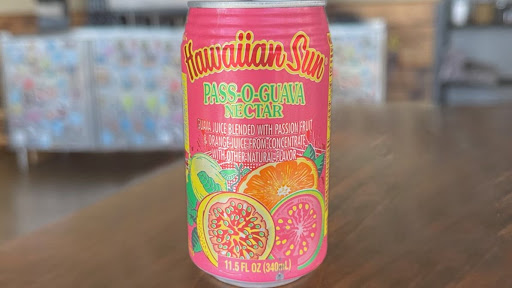 Hawaiian Sun
PASS-O-GUAVA
NECTAR
GUAVA JUICE BLENDED WITH PASSION FRUIT
& ORANGE JUICE FROM CONCENTRATE
WITH OTHER NATURAL FLAVOR
11.5 FL OZ (340mL)